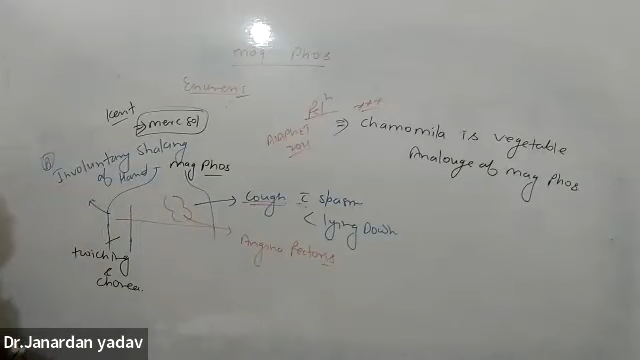 mag Phos
Kent
⇒ merc sol
⇒ chamomila is vegetable
Analouge of mag Phos
Involuntary shaking
of Hand
mag Phos
→ Cough c̄ spasm
< lying Down
Angina Pectoris
twiching
& chorea.
Dr.Janardan yadav